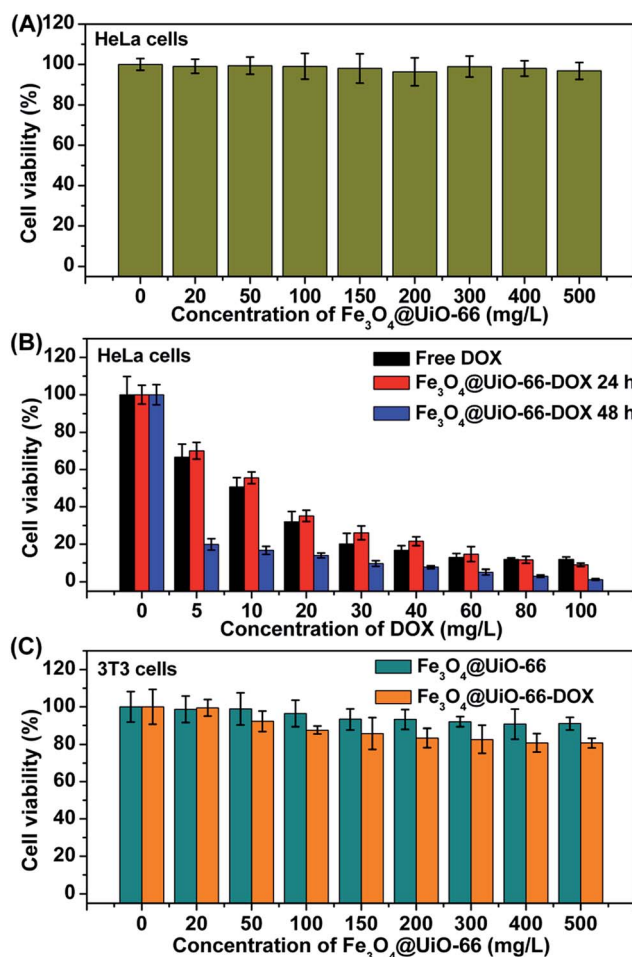 (A)
HeLa cells
Cell viability (%)
120
100
80
60
40
20
0
0 20 50 100 150 200 300 400 500
Concentration of Fe₃O₄@UiO-66 (mg/L)
(B)
HeLa cells
Free DOX
Fe₃O₄@UiO-66-DOX 24 h
Fe₃O₄@UiO-66-DOX 48 h
Cell viability (%)
120
100
80
60
40
20
0
0 5 10 20 30 40 60 80 100
Concentration of DOX (mg/L)
(C)
3T3 cells
Fe₃O₄@UiO-66
Fe₃O₄@UiO-66-DOX
Cell viability (%)
120
100
80
60
40
20
0
0 20 50 100 150 200 300 400 500
Concentration of Fe₃O₄@UiO-66 (mg/L)